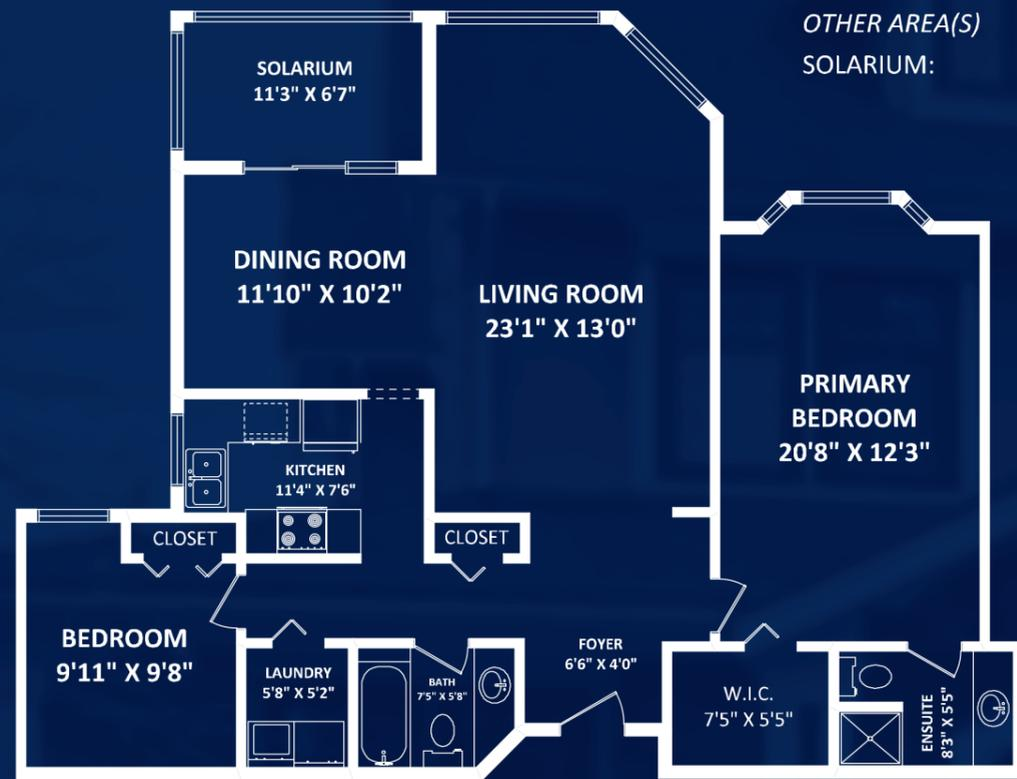 OTHER AREA(S)
SOLARIUM:
SOLARIUM
11'3" X 6'7"
DINING ROOM
11'10" X 10'2"
LIVING ROOM
23'1" X 13'0"
PRIMARY
BEDROOM
20'8" X 12'3"
KITCHEN
11'4" X 7'6"
CLOSET
CLOSET
BEDROOM
9'11" X 9'8"
LAUNDRY
5'8" X 5'2"
BATH
7'5" X 5'8"
FOYER
6'6" X 4'0"
W.I.C.
7'5" X 5'5"
ENSUITE
8'3" X 5'5"